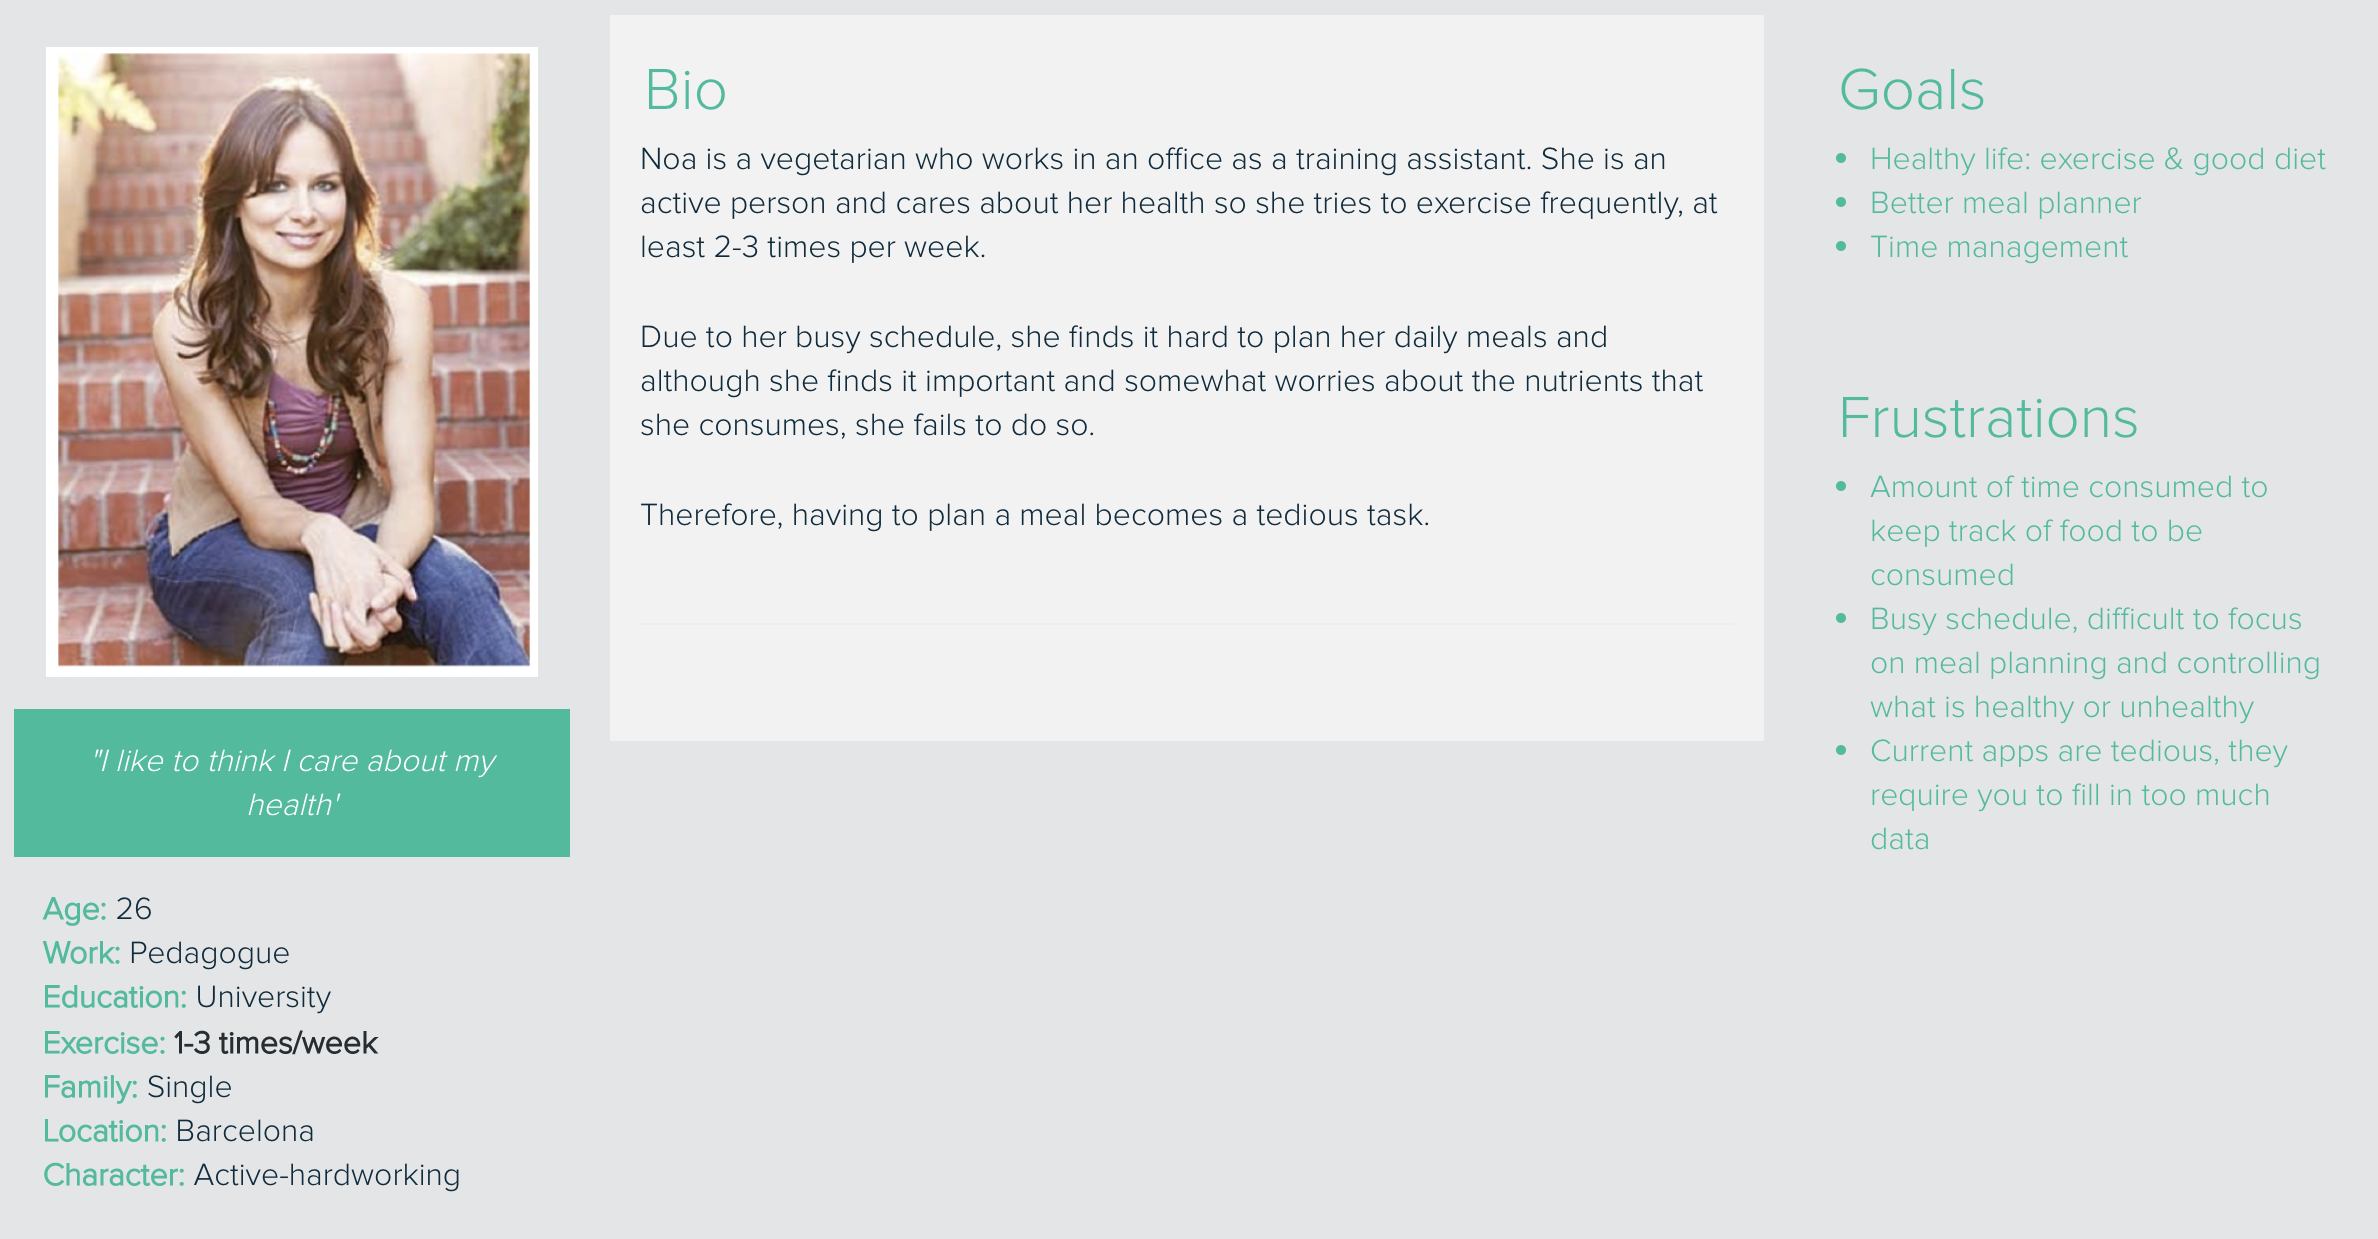 Bio
Noa is a vegetarian who works in an office as a training assistant. She is an
active person and cares about her health so she tries to exercise frequently, at
least 2-3 times per week.
Due to her busy schedule, she finds it hard to plan her daily meals and
although she finds it important and somewhat worries about the nutrients that
she consumes, she fails to do so.
Therefore, having to plan a meal becomes a tedious task.
Goals
• Healthy life: exercise & good diet
• Better meal planner
• Time management
Frustrations
• Amount of time consumed to
keep track of food to be
consumed
• Busy schedule, difficult to focus
on meal planning and controlling
what is healthy or unhealthy
• Current apps are tedious, they
require you to fill in too much
data
"I like to think I care about my
health'
Age: 26
Work: Pedagogue
Education: University
Exercise: 1-3 times/week
Family: Single
Location: Barcelona
Character: Active-hardworking